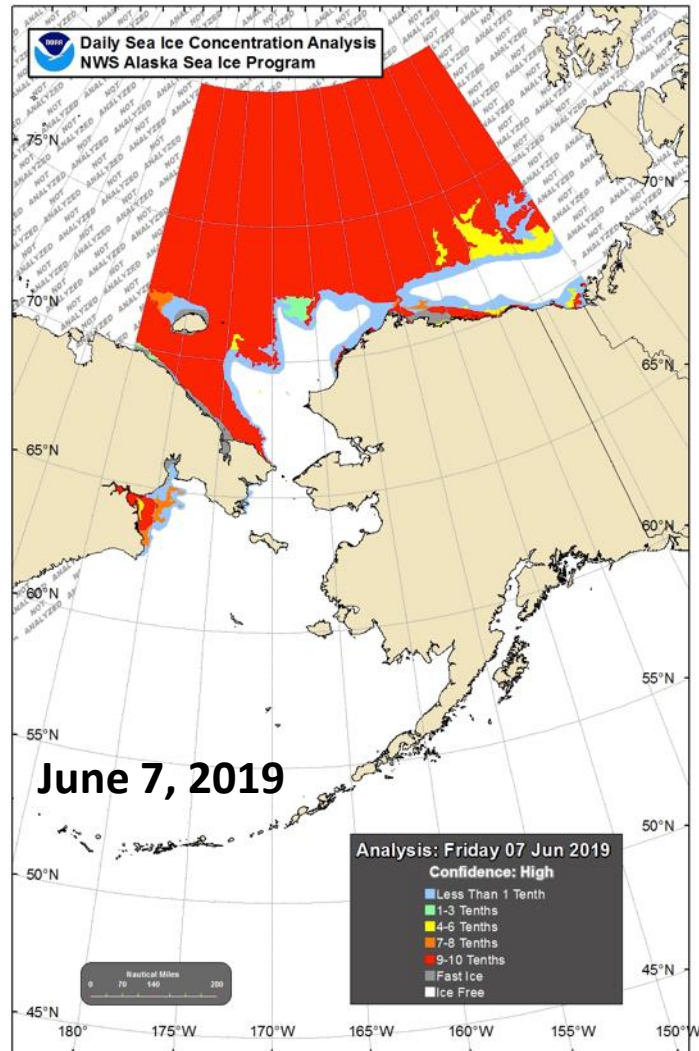 NOAA
Daily Sea Ice Concentration Analysis
NWS Alaska Sea Ice Program
NOT ANALYZED
75°N
70°N
70°N
65°N
65°N
60°N
60°N
55°N
55°N
50°N
50°N
45°N
45°N
June 7, 2019
Analysis: Friday 07 Jun 2019
Confidence: High
Less Than 1 Tenth
1-3 Tenths
4-6 Tenths
7-8 Tenths
9-10 Tenths
Fast Ice
Ice Free
Nautical Miles
0 70 140 200
180° 175°W 170°W 165°W 160°W 155°W 150°W